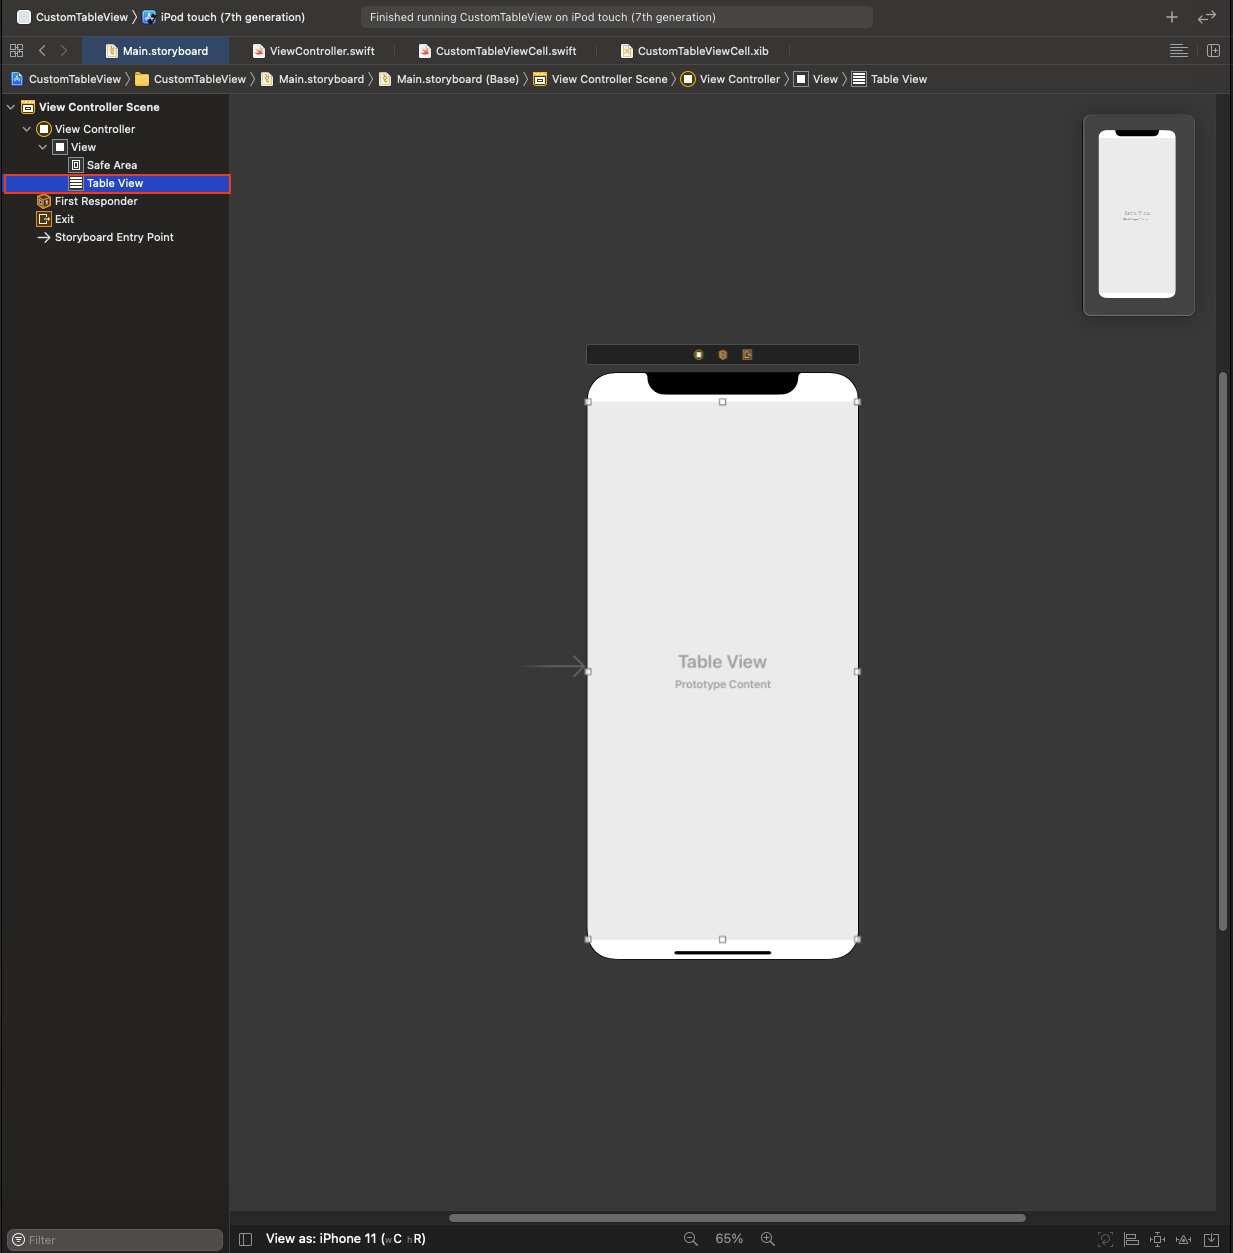 CustomTableView
iPod touch (7th generation)
Finished running CustomTableView on iPod touch (7th generation)
Main.storyboard
ViewController.swift
CustomTableViewCell.swift
CustomTableViewCell.xib
CustomTableView
CustomTableView
Main.storyboard
Main.storyboard (Base)
View Controller Scene
View Controller
View
Table View
View Controller Scene
View Controller
View
Safe Area
Table View
First Responder
Exit
Storyboard Entry Point
Table View
Prototype Content
Filter
View as: iPhone 11 (wC hR)
65%